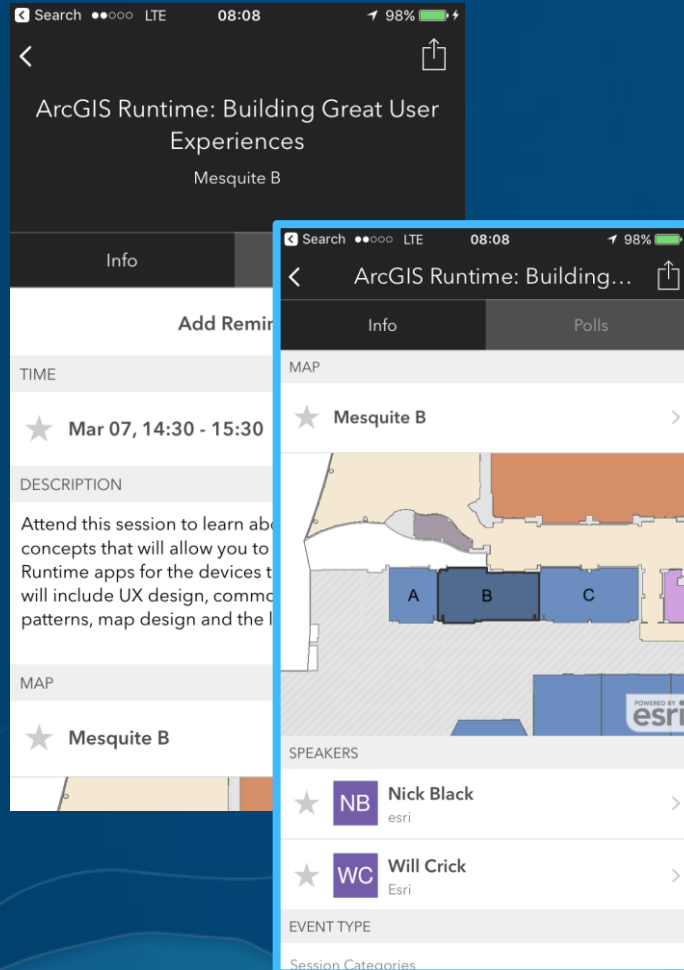 Search LTE 08:08 98%
ArcGIS Runtime: Building Great User
Experiences
Mesquite B
Info
Add Remin
TIME
Mar 07, 14:30 - 15:30
DESCRIPTION
Attend this session to learn abo
concepts that will allow you to
Runtime apps for the devices t
will include UX design, commo
patterns, map design and the l
MAP
Mesquite B
Search LTE 08:08 98%
ArcGIS Runtime: Building...
Info Polls
MAP
Mesquite B
A B C
POWERED BY
esri
SPEAKERS
NB Nick Black
esri
WC Will Crick
Esri
EVENT TYPE
Session Categories